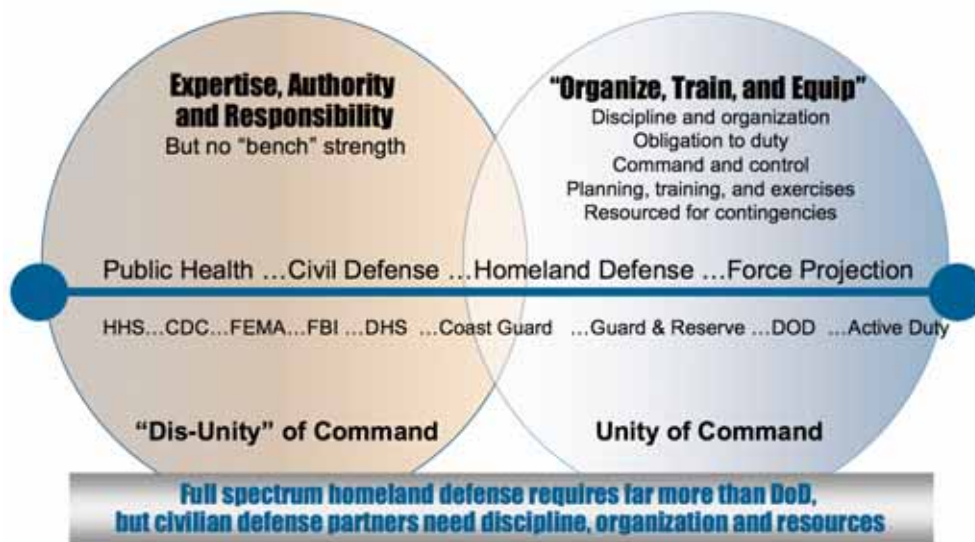 Expertise, Authority
and Responsibility
But no “bench” strength
“Organize, Train, and Equip”
Discipline and organization
Obligation to duty
Command and control
Planning, training, and exercises
Resourced for contingencies
Public Health …Civil Defense …Homeland Defense …Force Projection
HHS…CDC…FEMA…FBI …DHS …Coast Guard …Guard & Reserve …DOD …Active Duty
“Dis-Unity” of Command
Unity of Command
Full spectrum homeland defense requires far more than DoD,
but civilian defense partners need discipline, organization and resources